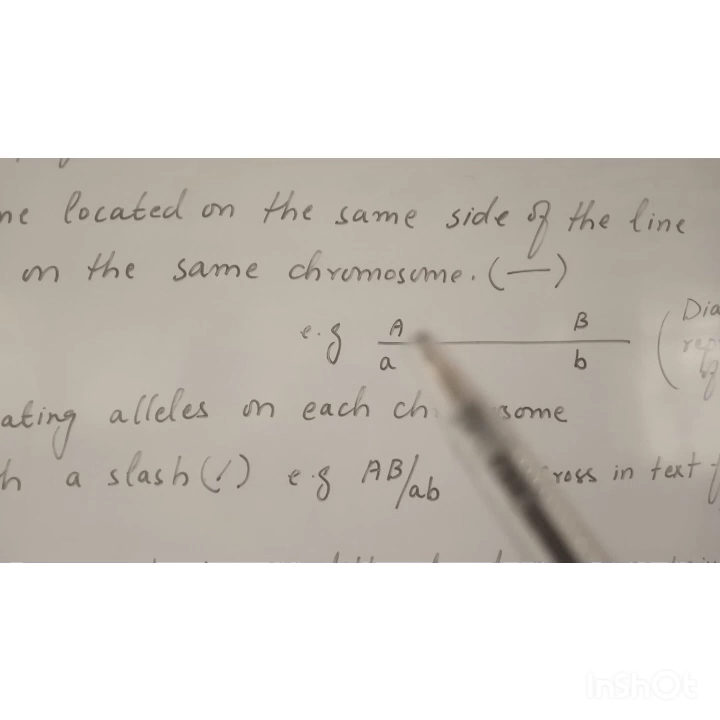 ne located on the same side of the line
on the same chromosome. (—)
e.g A B
a b
Dia
ating alleles on each ch some
h a slash (/) e.g AB/ab ross in text
InShOt